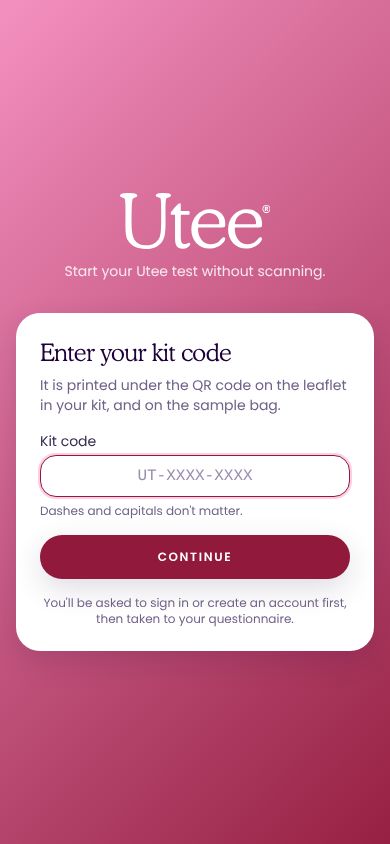 Utee®
Start your Utee test without scanning.
Enter your kit code
It is printed under the QR code on the leaflet
in your kit, and on the sample bag.
Kit code
UT-XXXX-XXXX
Dashes and capitals don't matter.
CONTINUE
You'll be asked to sign in or create an account first,
then taken to your questionnaire.